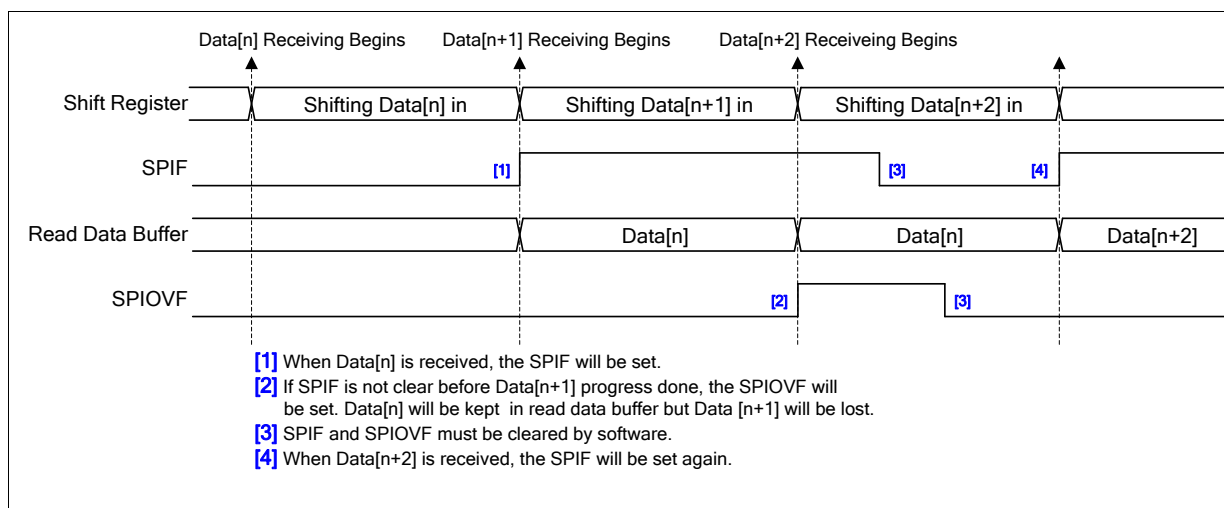 Data[n] Receiving Begins
Data[n+1] Receiving Begins
Data[n+2] Receiveing Begins
Shift Register
Shifting Data[n] in
Shifting Data[n+1] in
Shifting Data[n+2] in
SPIF
[1]
[3]
[4]
Read Data Buffer
Data[n]
Data[n]
Data[n+2]
SPIOVF
[2]
[3]
[1] When Data[n] is received, the SPIF will be set.
[2] If SPIF is not clear before Data[n+1] progress done, the SPIOVF will
be set. Data[n] will be kept in read data buffer but Data [n+1] will be lost.
[3] SPIF and SPIOVF must be cleared by software.
[4] When Data[n+2] is received, the SPIF will be set again.